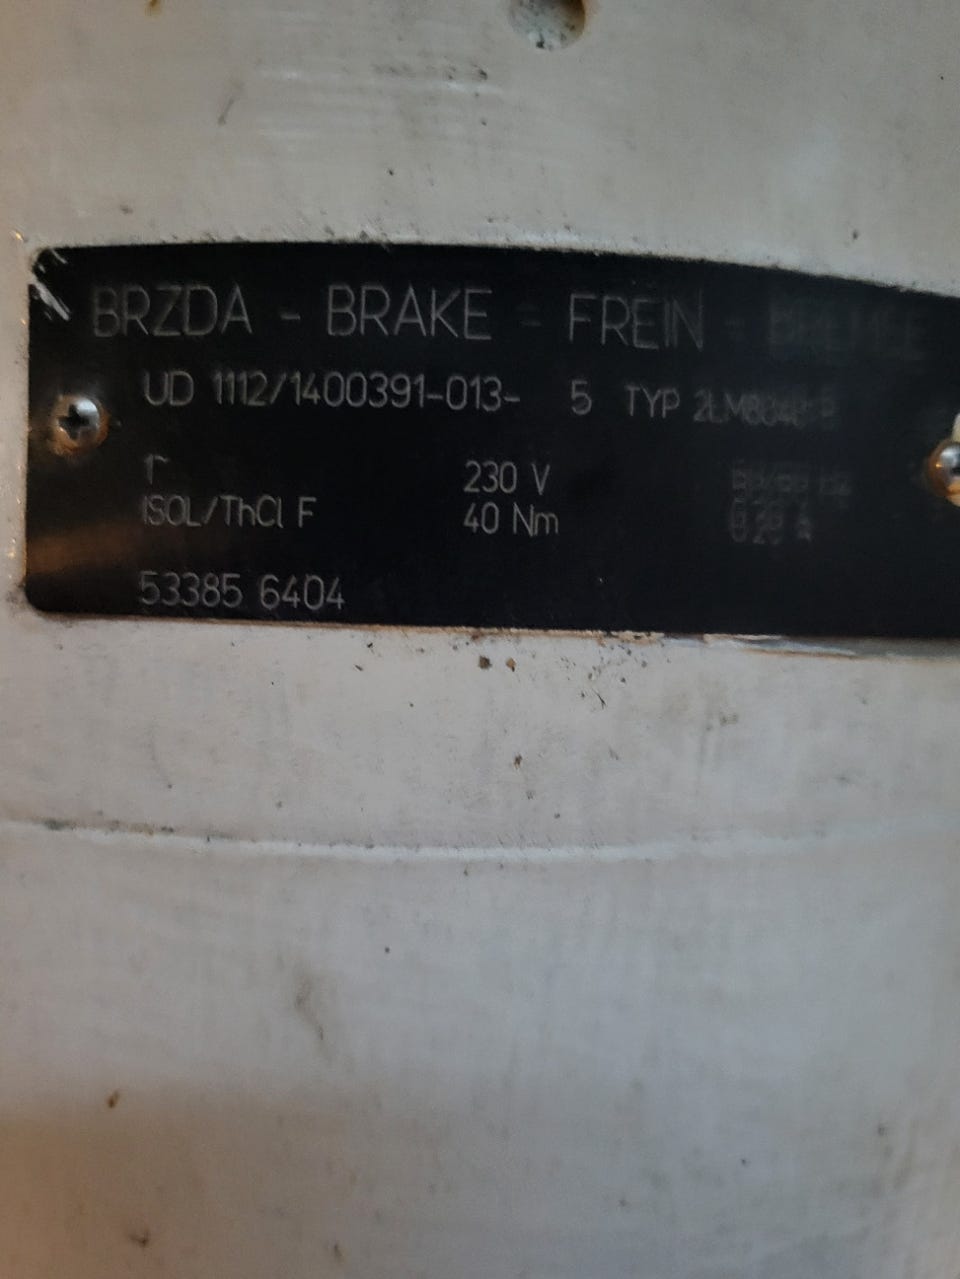 BRZDA - BRAKE - FREIN -
UD 1112/1400391-013- 5 TYP
230 V
ISOL/ThCl F 40 Nm
53385 6404